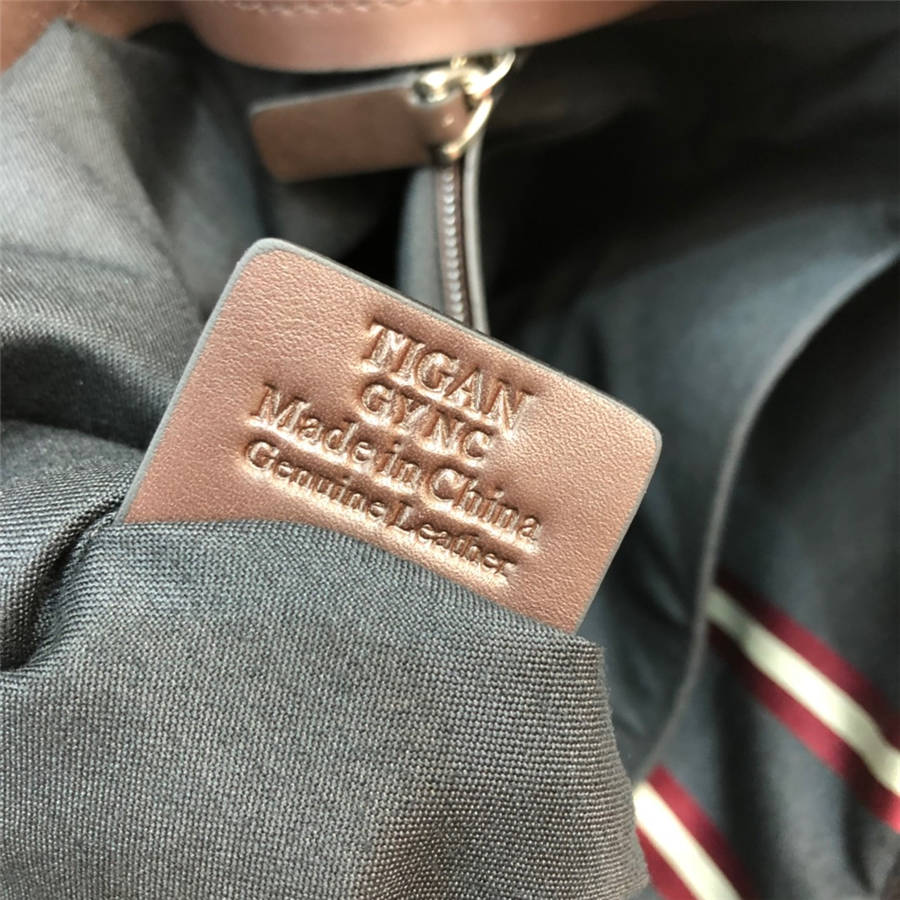 TIGAN
GYNC
Made in China
Genuine Leather